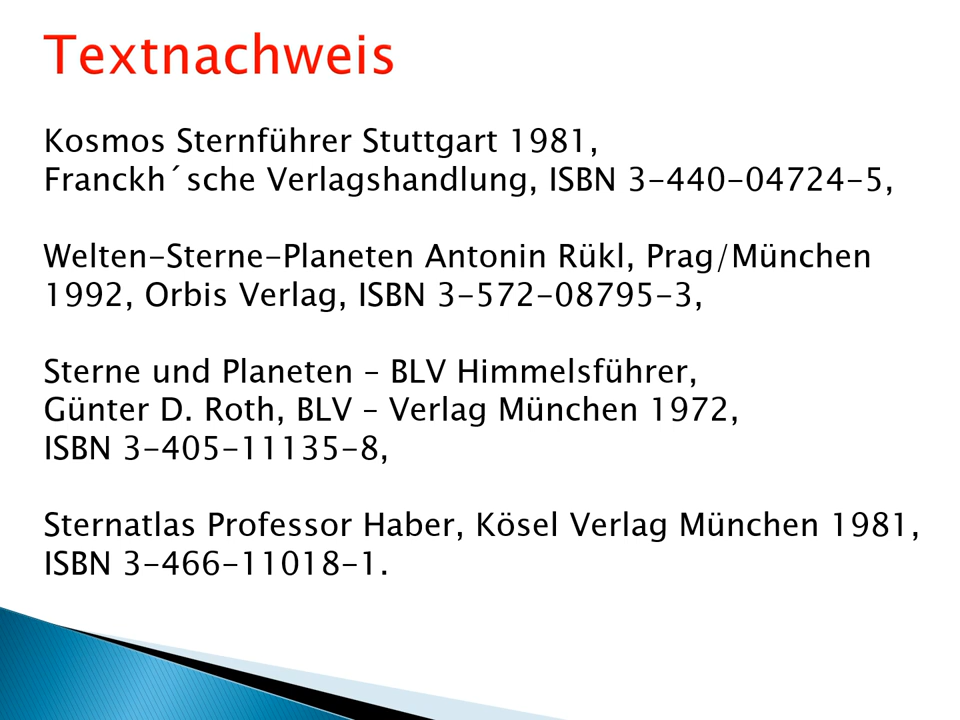 Textnachweis
Kosmos Sternführer Stuttgart 1981,
Franckh´sche Verlagshandlung, ISBN 3-440-04724-5,
Welten-Sterne-Planeten Antonin Rükl, Prag/München
1992, Orbis Verlag, ISBN 3-572-08795-3,
Sterne und Planeten – BLV Himmelsführer,
Günter D. Roth, BLV – Verlag München 1972,
ISBN 3-405-11135-8,
Sternatlas Professor Haber, Kösel Verlag München 1981,
ISBN 3-466-11018-1.